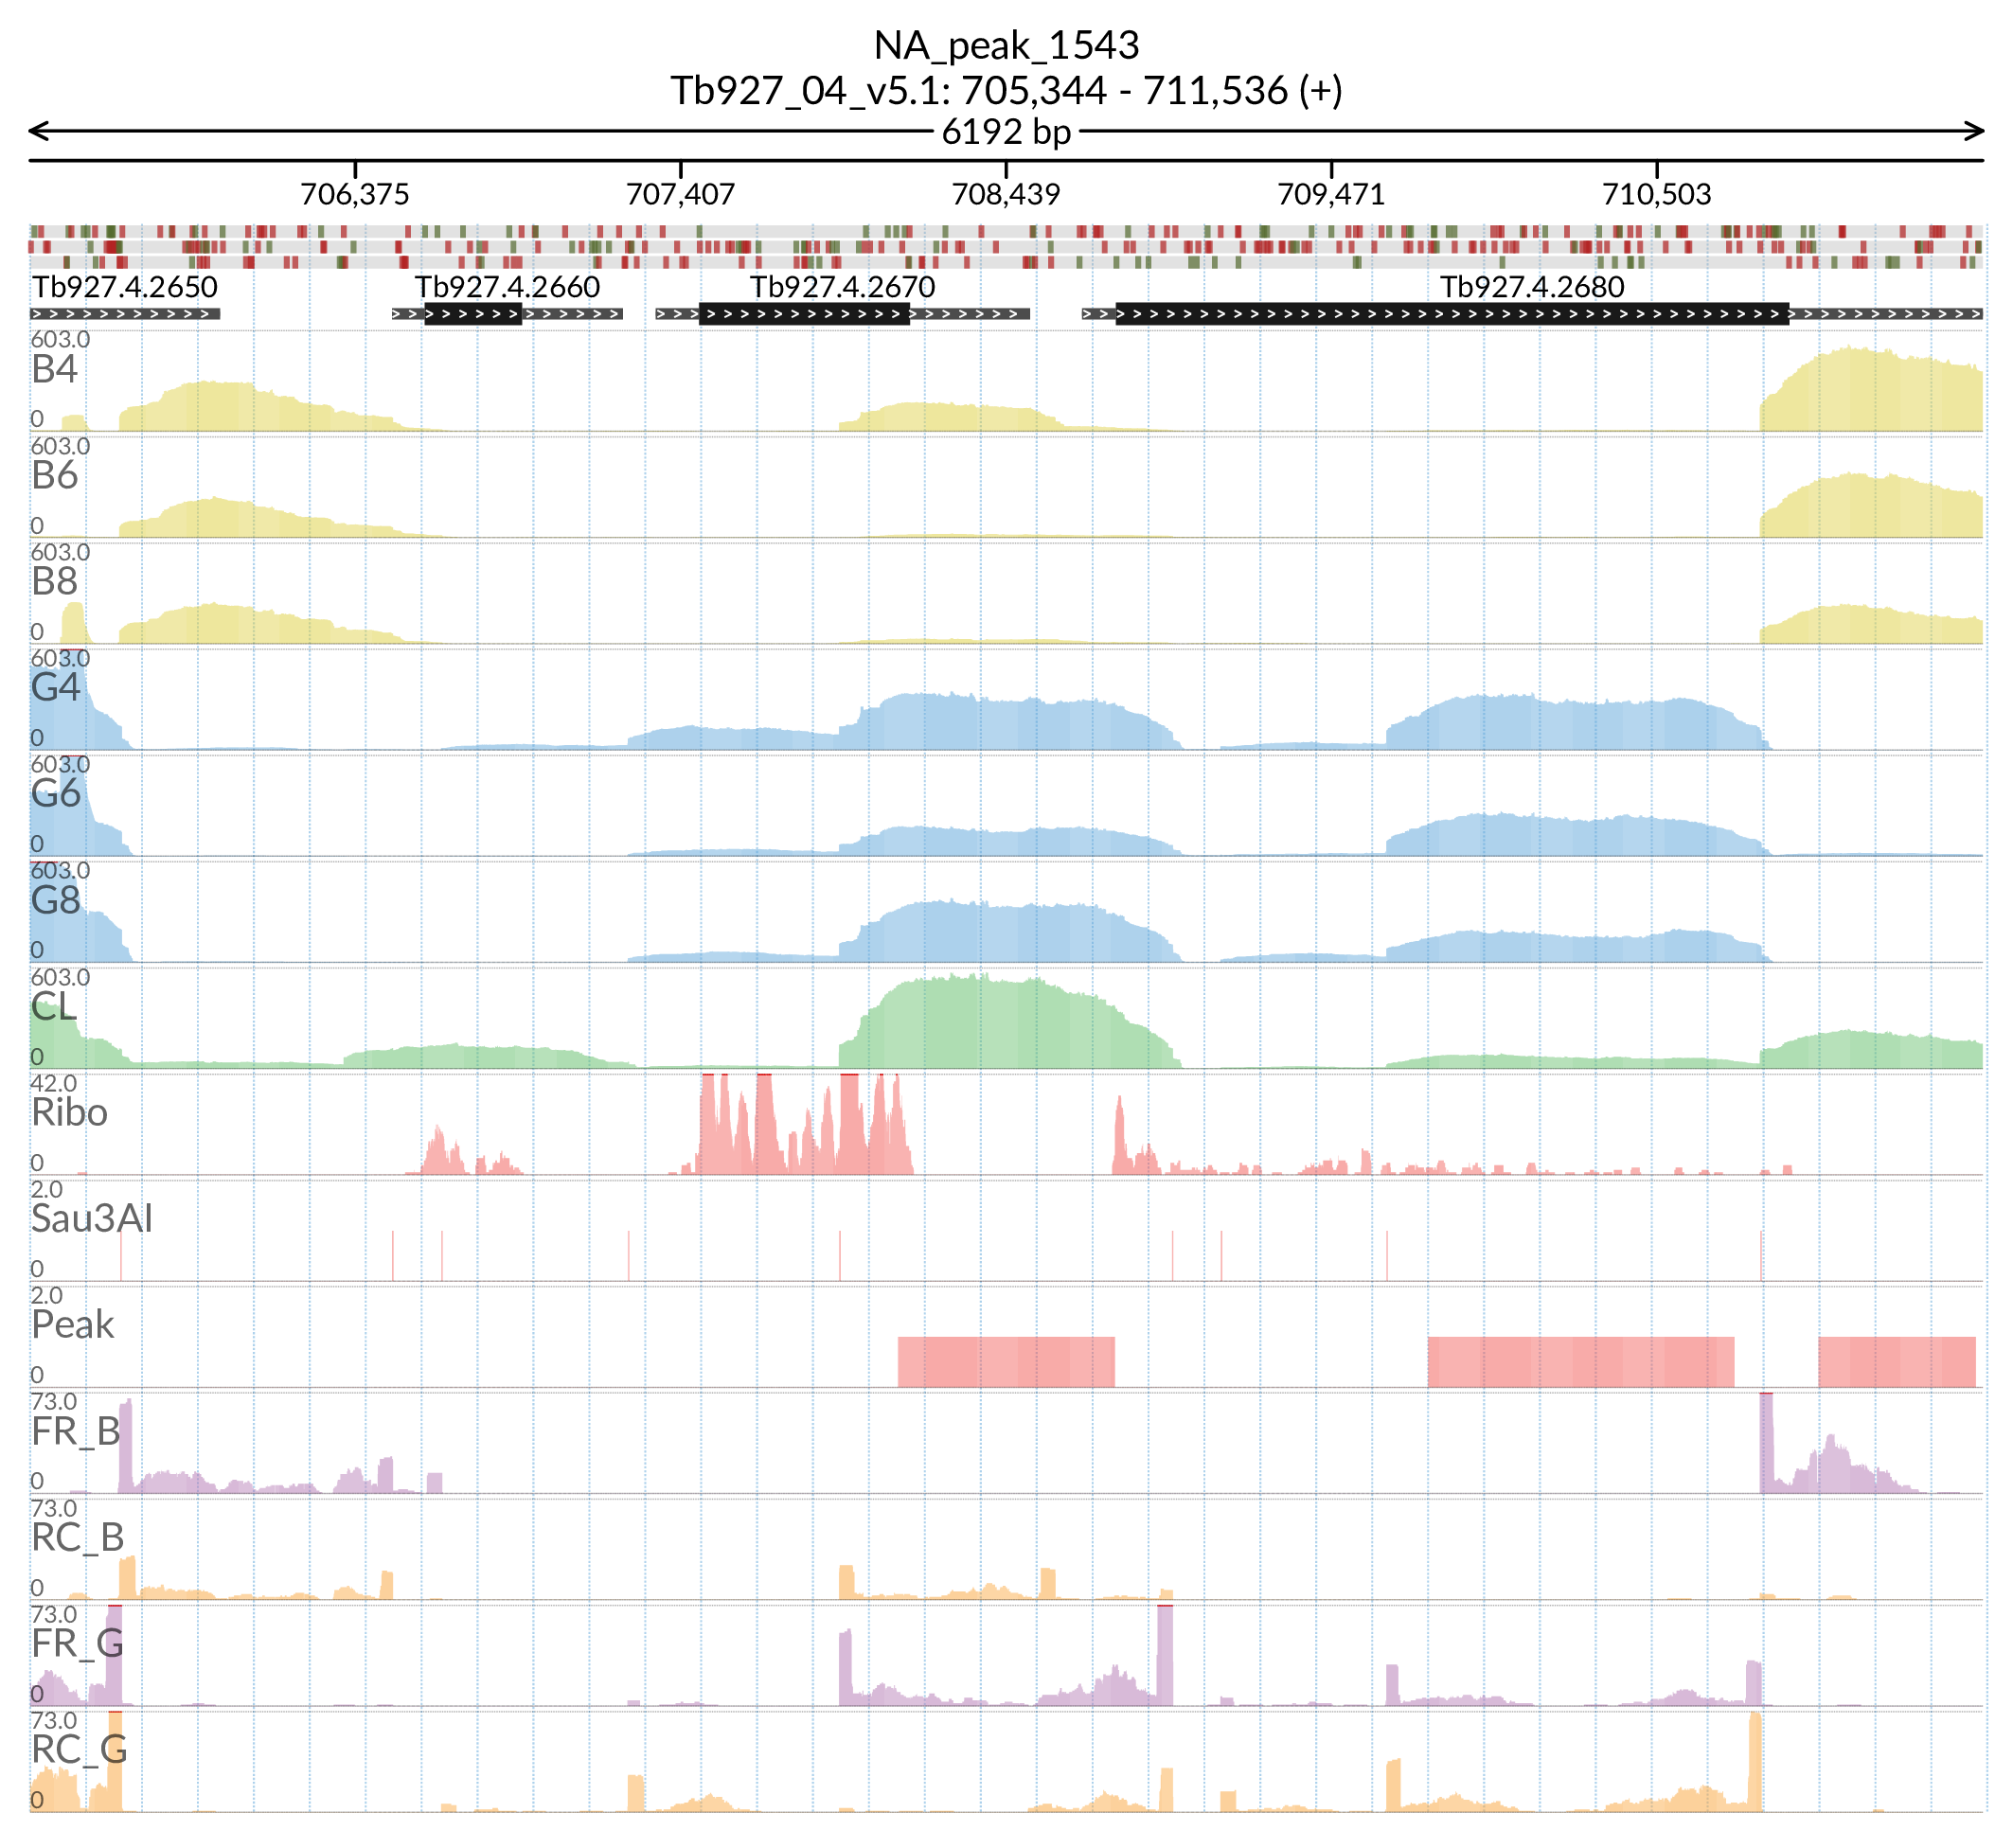 NA_peak_1543
Tb927_04_v5.1: 705,344 - 711,536 (+)
6192 bp
706,375 707,407 708,439 709,471 710,503
Tb927.4.2650 Tb927.4.2660 Tb927.4.2670 Tb927.4.2680
603.0
B4
0
603.0
B6
0
603.0
B8
0
603.0
G4
0
603.0
G6
0
603.0
G8
0
603.0
CL
0
42.0
Ribo
0
2.0
Sau3AI
0
2.0
Peak
0
73.0
FR_B
0
73.0
RC_B
0
73.0
FR_G
0
73.0
RC_G
0